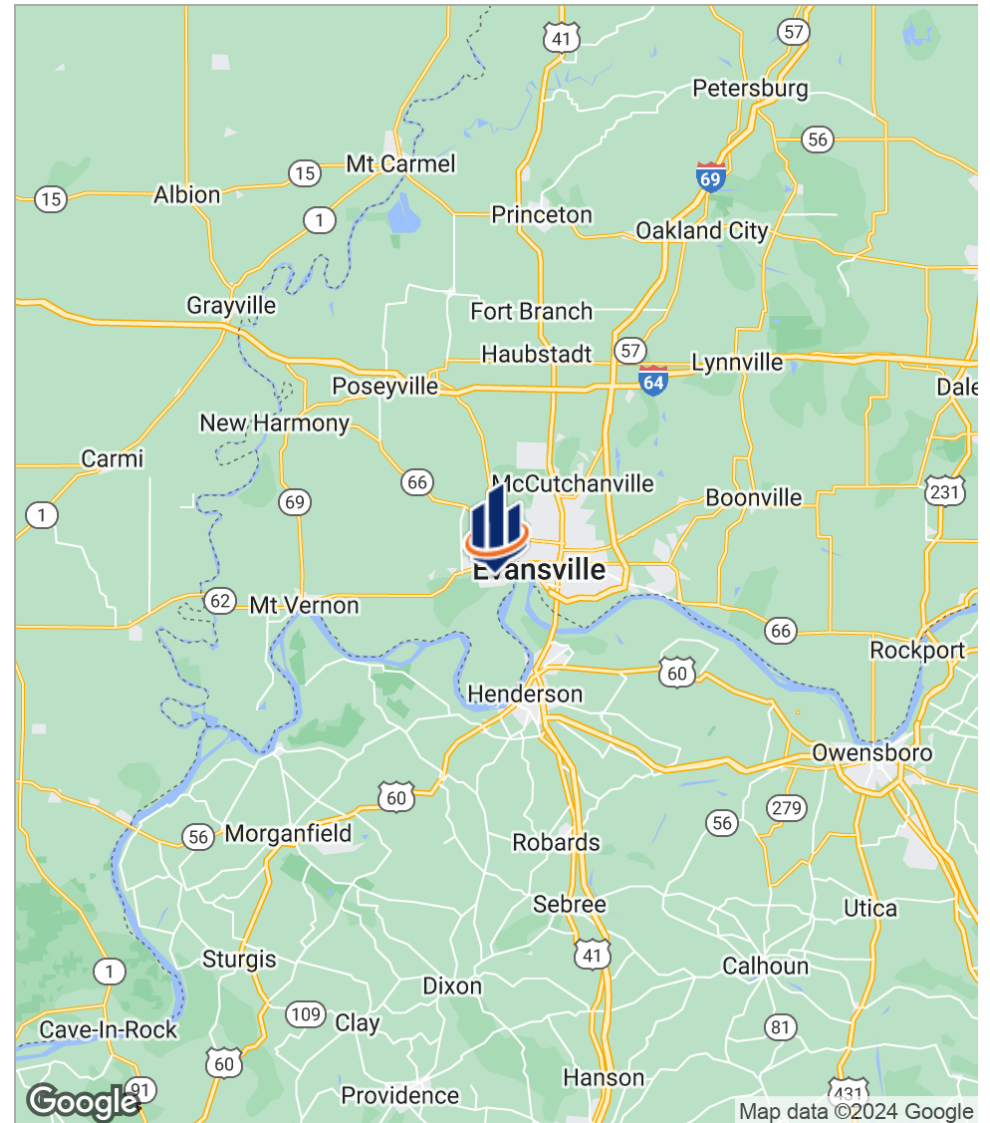 41
57
Petersburg
56
Mt Carmel
15
69
15
Albion
1
Princeton
Oakland City
Grayville
Fort Branch
Haubstadt
57
Lynnville
64
Poseyville
Dale
New Harmony
Carmi
66
McCutchanville
Boonville
231
1
69
Evansville
62
Mt Vernon
66
Rockport
60
Henderson
Owensboro
60
279
56
Morganfield
56
Robards
Sebree
Utica
Sturgis
41
Calhoun
1
Dixon
109
Clay
81
Cave-In-Rock
60
Hanson
91
Providence
431
Google
Map data ©2024 Google